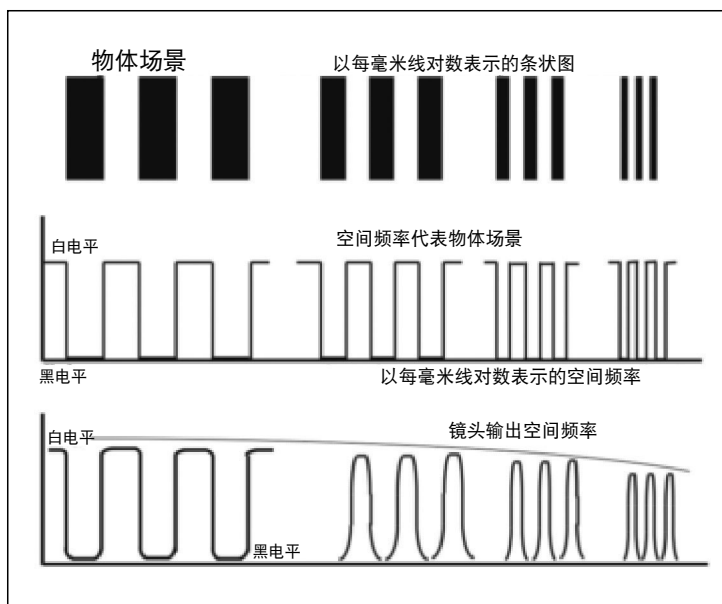 物体场景
以每毫米线对数表示的条状图
白电平
空间频率代表物体场景
黑电平
以每毫米线对数表示的空间频率
白电平
镜头输出空间频率
黑电平